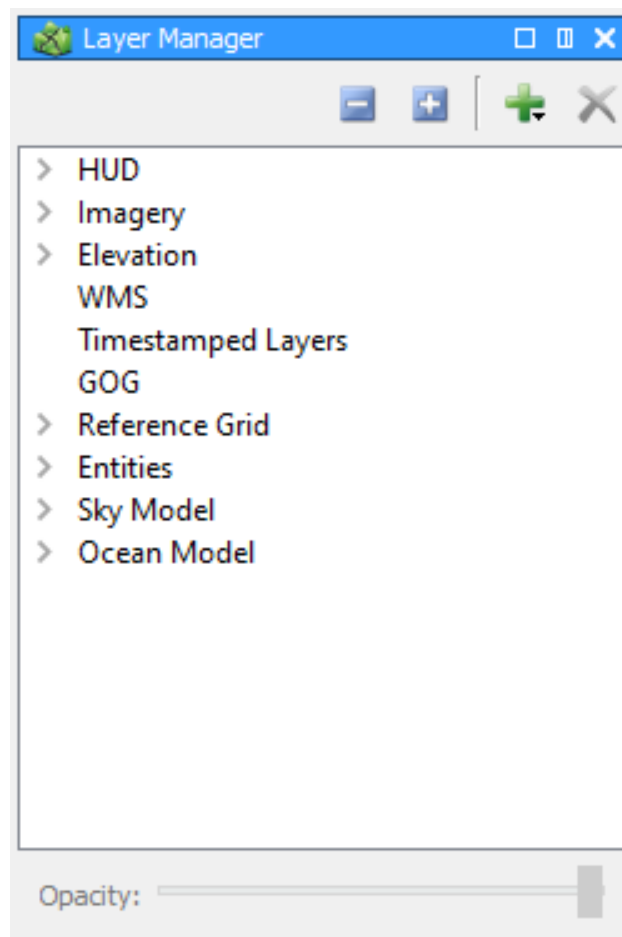 Layer Manager
HUD
Imagery
Elevation
WMS
Timestamped Layers
GOG
Reference Grid
Entities
Sky Model
Ocean Model
Opacity: